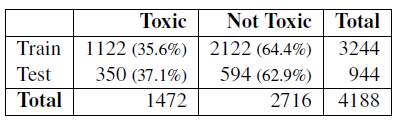 Toxic Not Toxic Total
Train 1122 (35.6%) 2122 (64.4%) 3244
Test 350 (37.1%) 594 (62.9%) 944
Total 1472 2716 4188